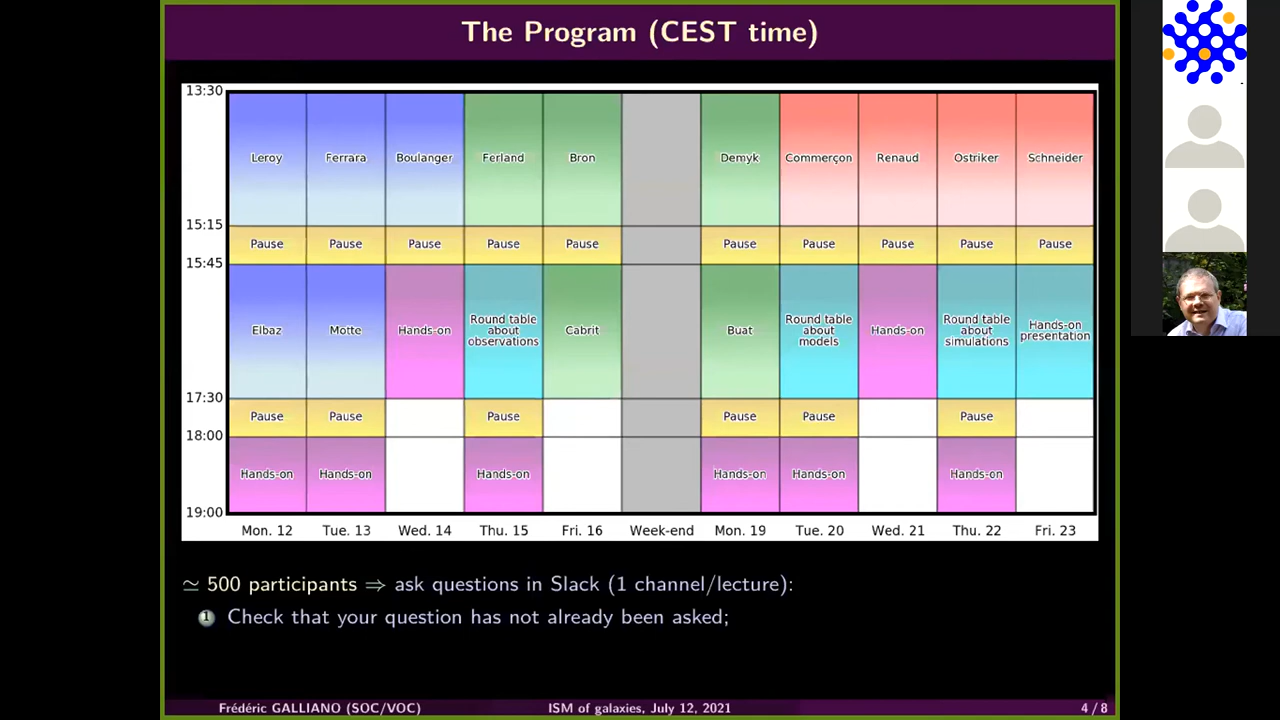 The Program (CEST time)
13:30
Leroy Ferrara Boulanger Ferland Bron Demyk Commerçon Renaud Ostriker Schneider
15:15
Pause Pause Pause Pause Pause Pause Pause Pause Pause Pause
15:45
Elbaz Motte Hands-on Round table about observations Cabrit Buat Round table about models Hands-on Round table about simulations Hands-on presentation
17:30
Pause Pause Pause Pause Pause Pause
18:00
Hands-on Hands-on Hands-on Hands-on Hands-on Hands-on
19:00
Mon. 12 Tue. 13 Wed. 14 Thu. 15 Fri. 16 Week-end Mon. 19 Tue. 20 Wed. 21 Thu. 22 Fri. 23
≃ 500 participants ⇒ ask questions in Slack (1 channel/lecture):
1 Check that your question has not already been asked;
Frédéric GALLIANO (SOC/VOC) ISM of galaxies, July 12, 2021 4 / 8